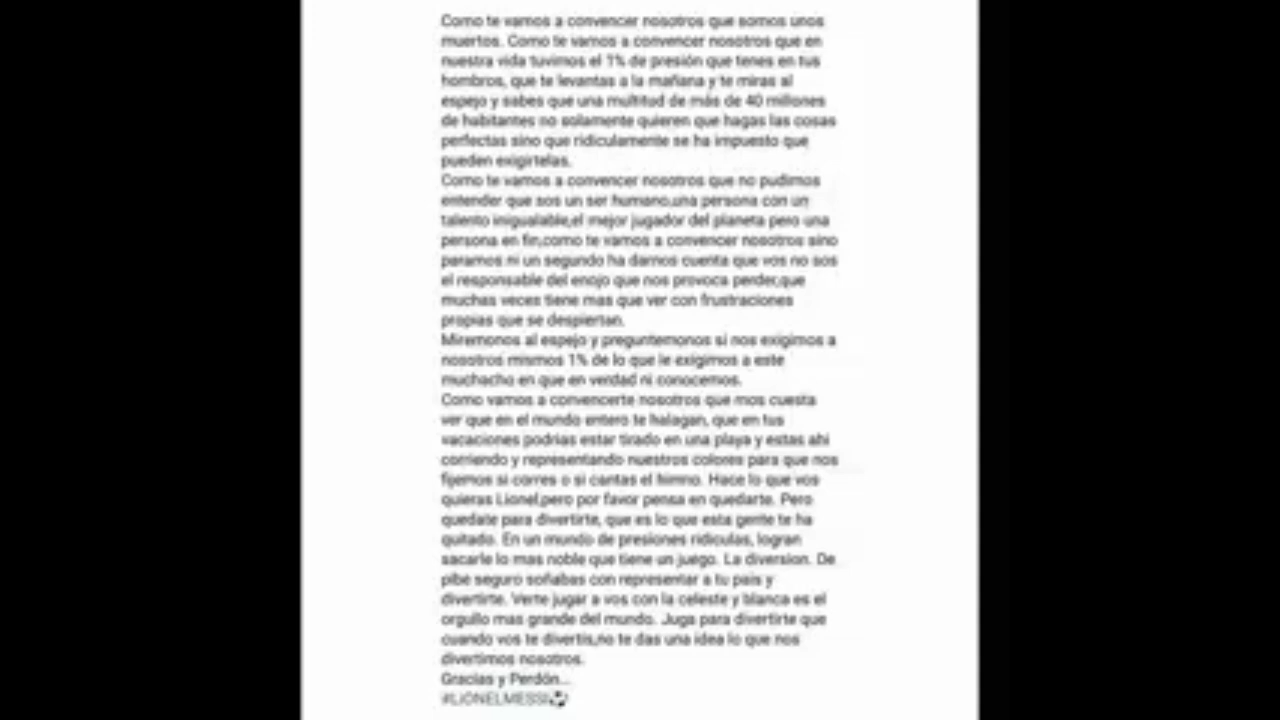 Como te vamos a convencer nosotros que somos unos
muertos. Como te vamos a convencer nosotros que en
nuestra vida tuvimos el 1% de presión que tenes en tus
hombros, que te levantas a la mañana y te miras al
espejo y sabes que una multitud de más de 40 millones
de habitantes no solamente quieren que hagas las cosas
perfectas sino que ridiculamente se ha impuesto que
pueden exigirtelas.
Como te vamos a convencer nosotros que no pudimos
entender que sos un ser humano,una persona con un
talento inigualable,el mejor jugador del planeta pero una
persona en fin,como te vamos a convencer nosotros sino
paramos ni un segundo ha darnos cuenta que vos no sos
el responsable del enojo que nos provoca perder,que
muchas veces tiene mas que ver con frustraciones
propias que se despiertan.
Miremonos al espejo y preguntemonos si nos exigimos a
nosotros mismos 1% de lo que le exigimos a este
muchacho en que en verdad ni conocemos.
Como vamos a convencerte nosotros que mos cuesta
ver que en el mundo entero te halagan, que en tus
vacaciones podrias estar tirado en una playa y estas ahi
corriendo y representando nuestros colores para que nos
fijemos si corres o si cantas el himno. Hace lo que vos
quieras Lionel,pero por favor pensa en quedarte. Pero
quedate para divertirte, que es lo que esta gente te ha
quitado. En un mundo de presiones ridiculas, logran
sacarle lo mas noble que tiene un juego. La diversion. De
pibe seguro soñabas con representar a tu pais y
divertirte. Verte jugar a vos con la celeste y blanca es el
orgullo mas grande del mundo. Juga para divertirte que
cuando vos te divertis,no te das una idea lo que nos
divertimos nosotros.
Gracias y Perdón...
#LIONELMESSI⚽